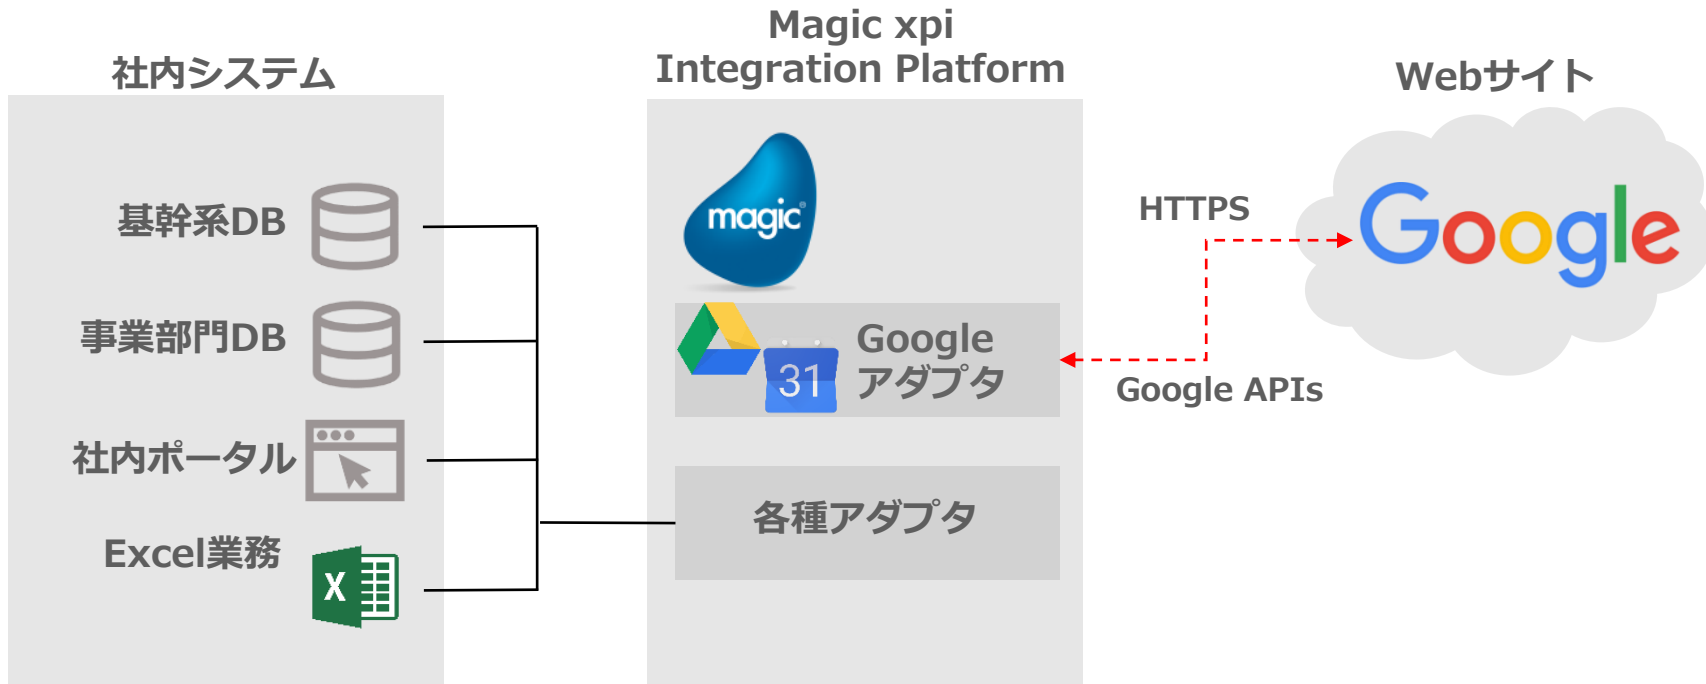 社内システム
基幹系DB
事業部門DB
社内ポータル
Excel業務
X
Magic xpi
Integration Platform
magic®
31
Google
アダプタ
各種アダプタ
HTTPS
Google APIs
Webサイト
Google